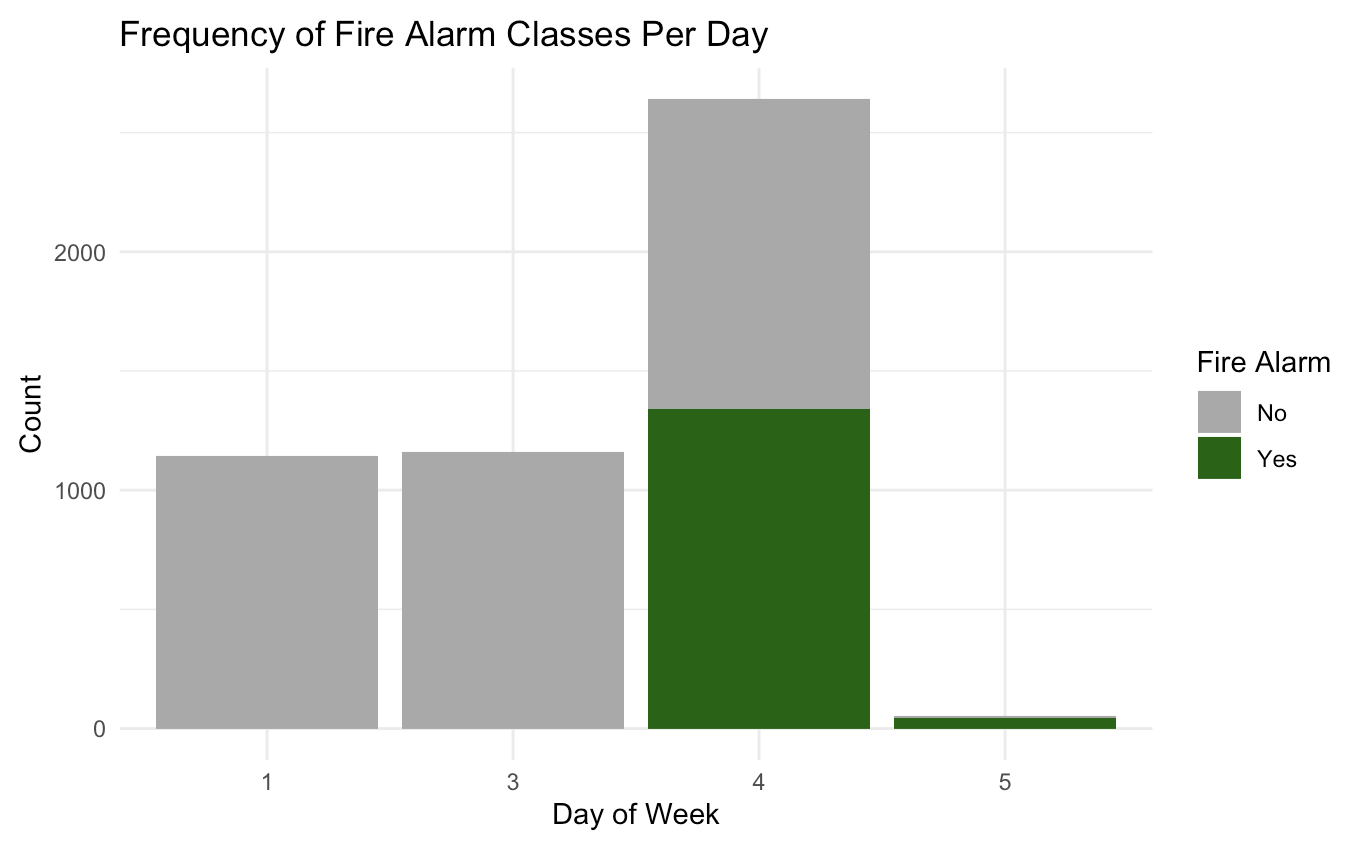 Frequency of Fire Alarm Classes Per Day
Count
2000
1000
0
1 3 4 5
Day of Week
Fire Alarm
No
Yes